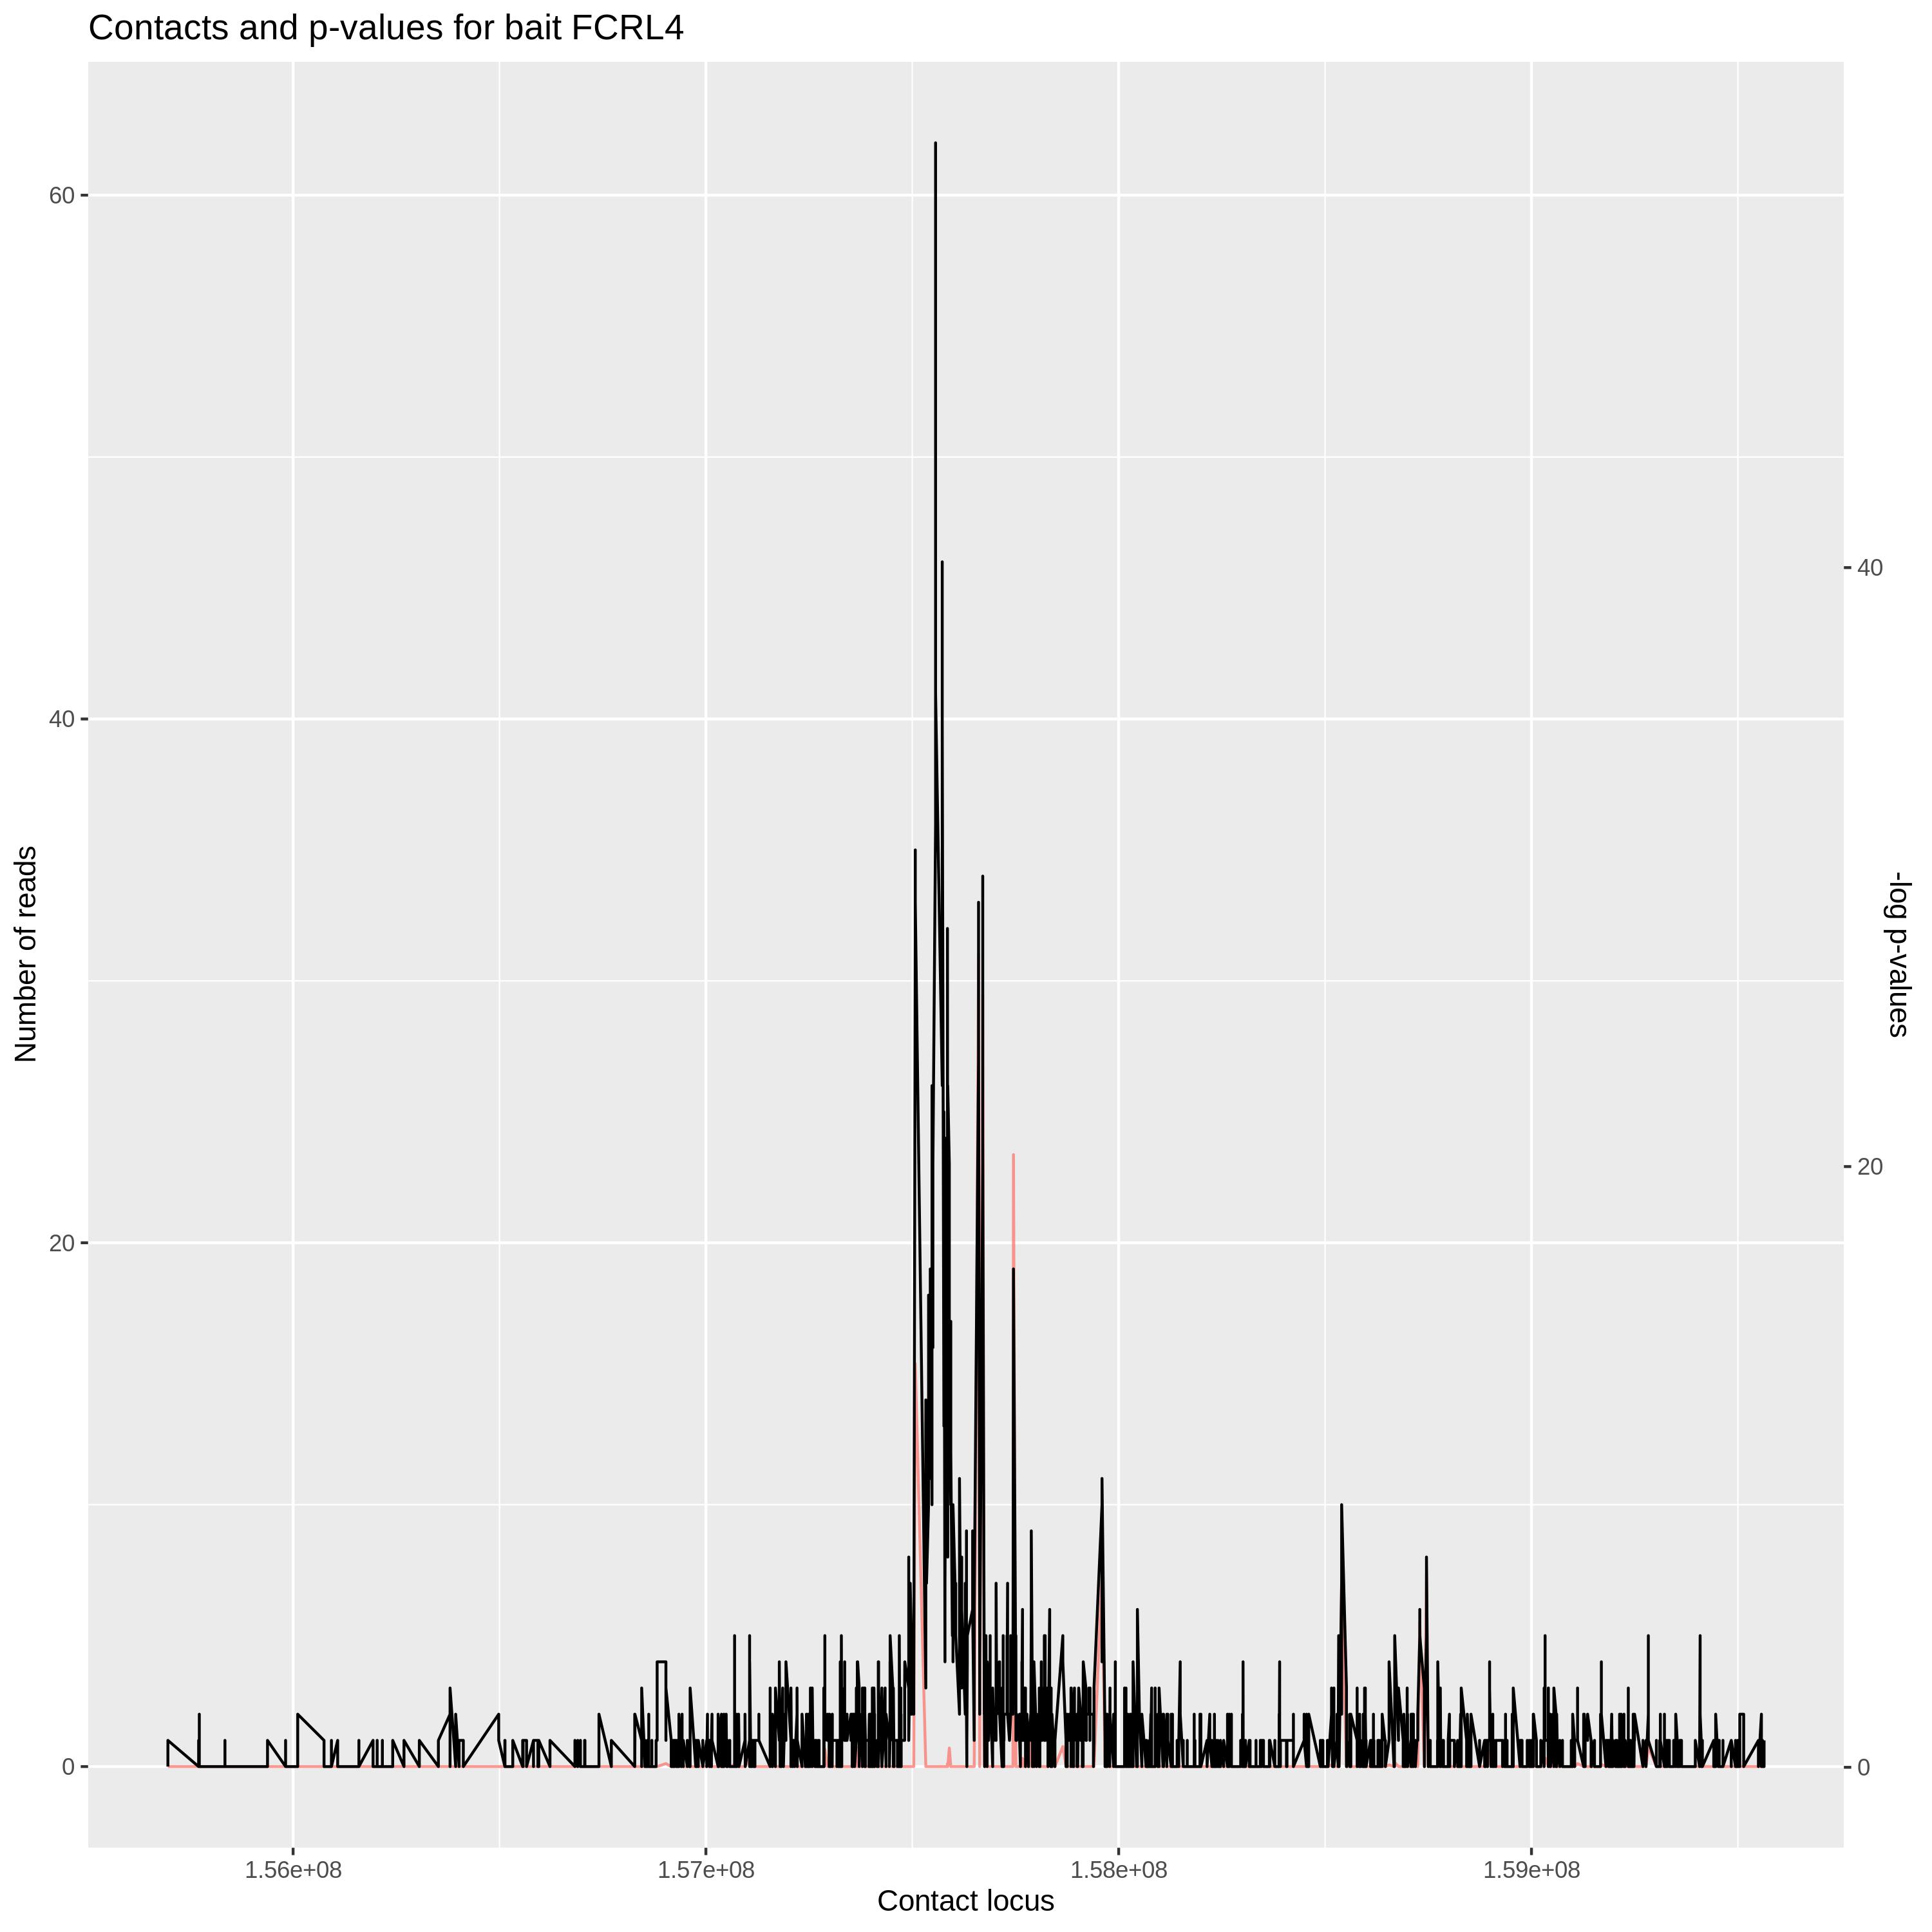 Contacts and p-values for bait FCRL4
60
40
20
0
Number of reads
40
20
0
-log p-values
1.56e+08 1.57e+08 1.58e+08 1.59e+08
Contact locus